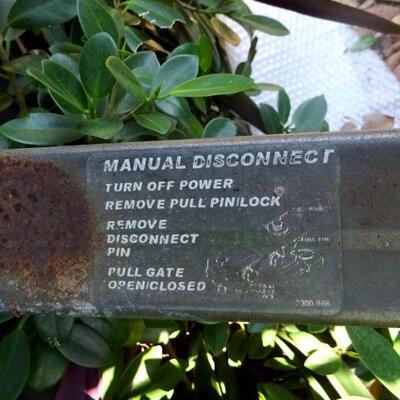 MANUAL DISCONNECT
TURN OFF POWER
REMOVE PULL PIN/LOCK
REMOVE
DISCONNECT
PIN
PULL GATE
OPEN/CLOSED